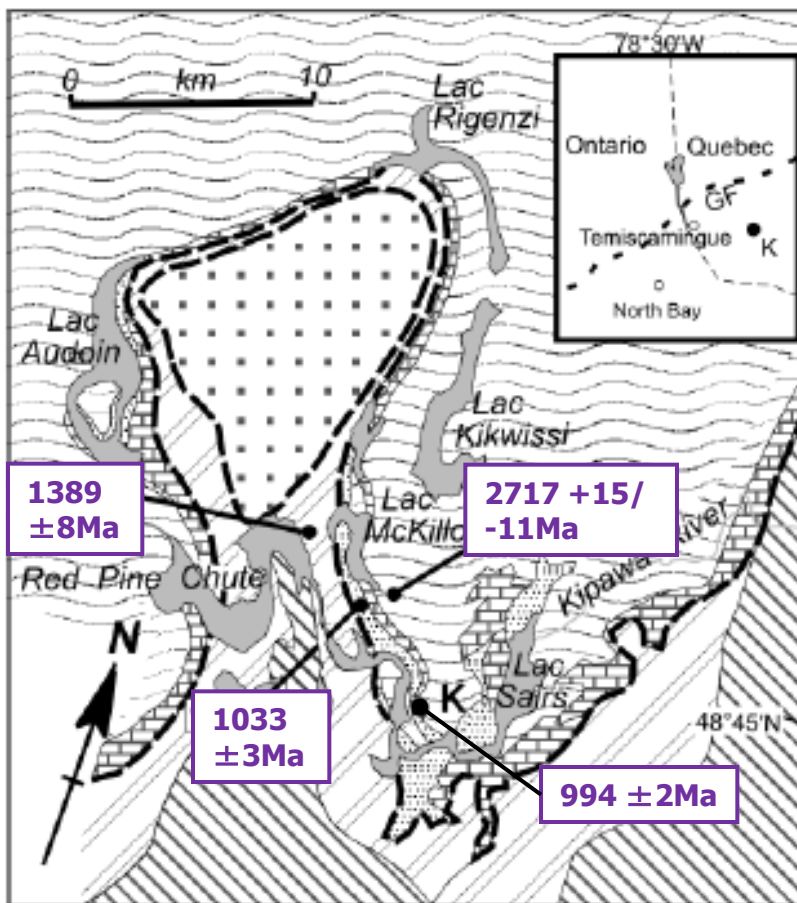 0 km 10
78°30'W
Lac
Rigenzi
Ontario Quebec
GF
Temiscamingue
K
North Bay
Lac
Audoin
Lac
Kikwissi
1389
±8Ma
2717 +15/
-11Ma
Lac
McKillo
Red Pine Chute
Kipawa River
N
Lac
Sairs
K
1033
±3Ma
48°45'N
994 ±2Ma